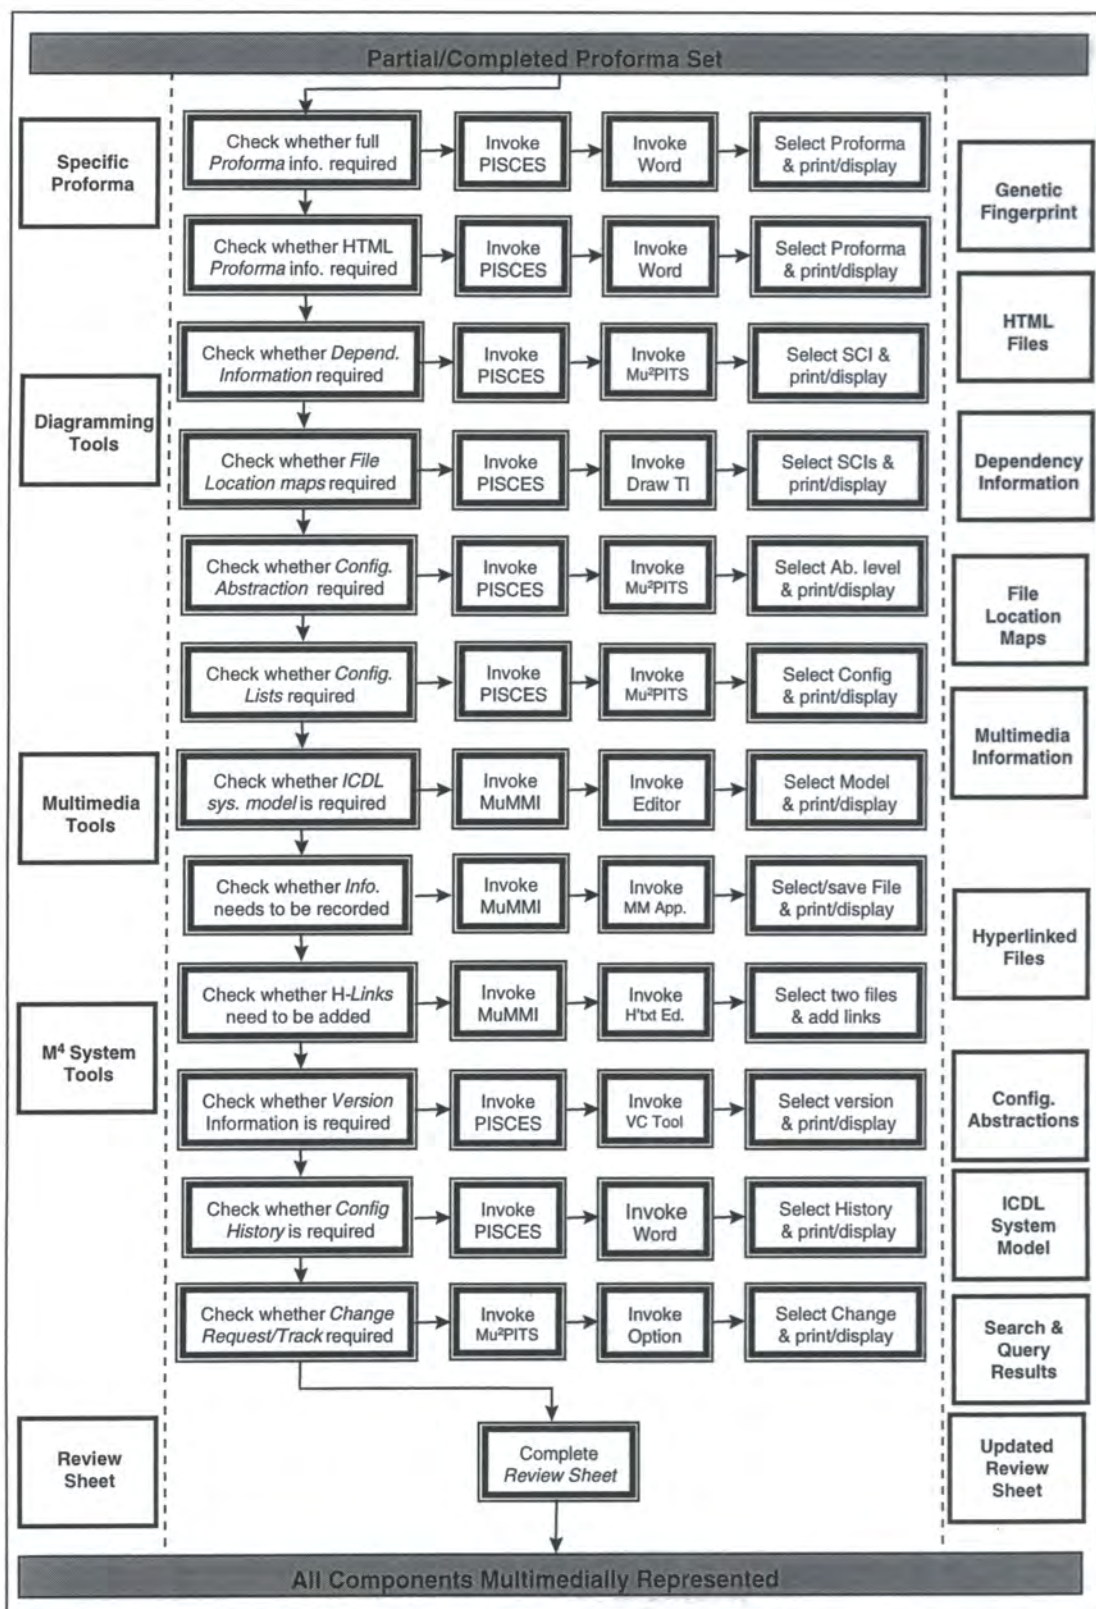 Partial/Completed Proforma Set
Specific
Proforma
Diagramming
Tools
Multimedia
Tools
M⁴ System
Tools
Review
Sheet
Check whether full
Proforma info. required
Invoke
PISCES
Invoke
Word
Select Proforma
& print/display
Check whether HTML
Proforma info. required
Invoke
PISCES
Invoke
Word
Select Proforma
& print/display
Check whether Depend.
Information required
Invoke
PISCES
Invoke
Mu²PITS
Select SCI &
print/display
Check whether File
Location maps required
Invoke
PISCES
Invoke
Draw TI
Select SCIs &
print/display
Check whether Config.
Abstraction required
Invoke
PISCES
Invoke
Mu²PITS
Select Ab. level
& print/display
Check whether Config.
Lists required
Invoke
PISCES
Invoke
Mu²PITS
Select Config
& print/display
Check whether ICDL
sys. model is required
Invoke
MuMMI
Invoke
Editor
Select Model
& print/display
Check whether Info.
needs to be recorded
Invoke
MuMMI
Invoke
MM App.
Select/save File
& print/display
Check whether H-Links
need to be added
Invoke
MuMMI
Invoke
H'txt Ed.
Select two files
& add links
Check whether Version
Information is required
Invoke
PISCES
Invoke
VC Tool
Select version
& print/display
Check whether Config
History is required
Invoke
PISCES
Invoke
Word
Select History
& print/display
Check whether Change
Request/Track required
Invoke
Mu²PITS
Invoke
Option
Select Change
& print/display
Complete
Review Sheet
Genetic
Fingerprint
HTML
Files
Dependency
Information
File
Location
Maps
Multimedia
Information
Hyperlinked
Files
Config.
Abstractions
ICDL
System
Model
Search &
Query
Results
Updated
Review
Sheet
All Components Multimedially Represented